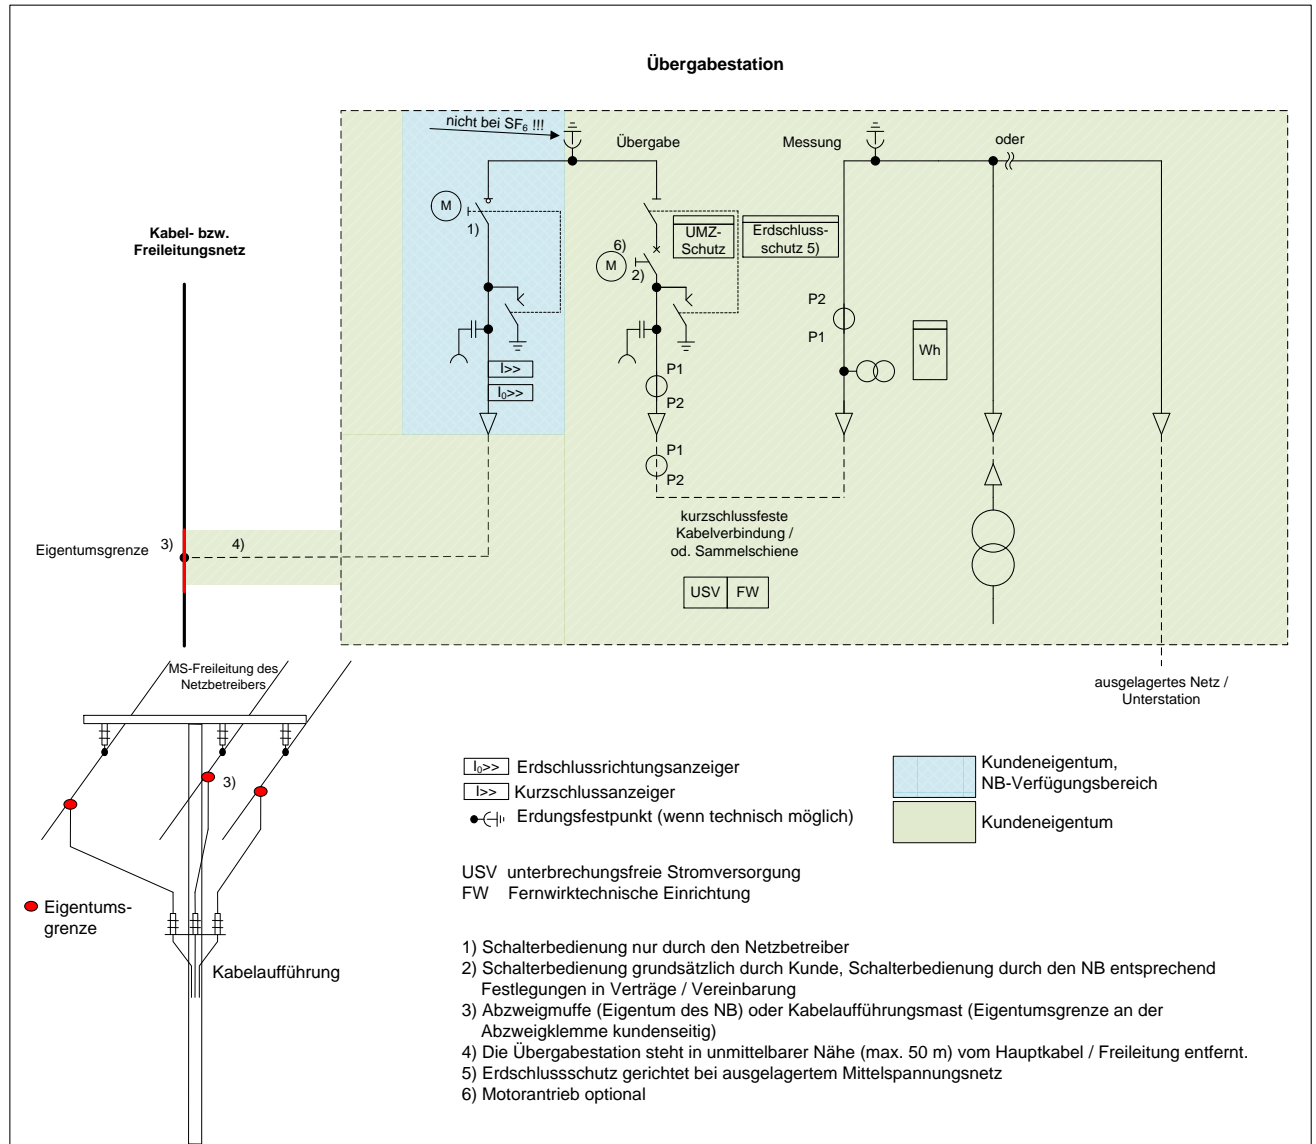 Übergabestation
nicht bei SF₆ !!!
Übergabe
Messung
oder
M
1)
Kabel- bzw.
Freileitungsnetz
6)
M
2)
UMZ-
Schutz
Erdschluss-
schutz 5)
P2
P1
Wh
I>>
I₀>>
P1
P2
P1
P2
kurzschlussfeste
Kabelverbindung /
od. Sammelschiene
Eigentumsgrenze
3)
4)
USV
FW
MS-Freileitung des
Netzbetreibers
ausgelagertes Netz /
Unterstation
3)
Eigentums-
grenze
Kabelaufführung
I₀>> Erdschlussrichtungsanzeiger
I>> Kurzschlussanzeiger
Erdungsfestpunkt (wenn technisch möglich)
Kundeneigentum,
NB-Verfügungsbereich
Kundeneigentum
USV unterbrechungsfreie Stromversorgung
FW Fernwirktechnische Einrichtung
1) Schalterbedienung nur durch den Netzbetreiber
2) Schalterbedienung grundsätzlich durch Kunde, Schalterbedienung durch den NB entsprechend
Festlegungen in Verträge / Vereinbarung
3) Abzweigmuffe (Eigentum des NB) oder Kabelaufführungsmast (Eigentumsgrenze an der
Abzweigklemme kundenseitig)
4) Die Übergabestation steht in unmittelbarer Nähe (max. 50 m) vom Hauptkabel / Freileitung entfernt.
5) Erdschlussschutz gerichtet bei ausgelagertem Mittelspannungsnetz
6) Motorantrieb optional